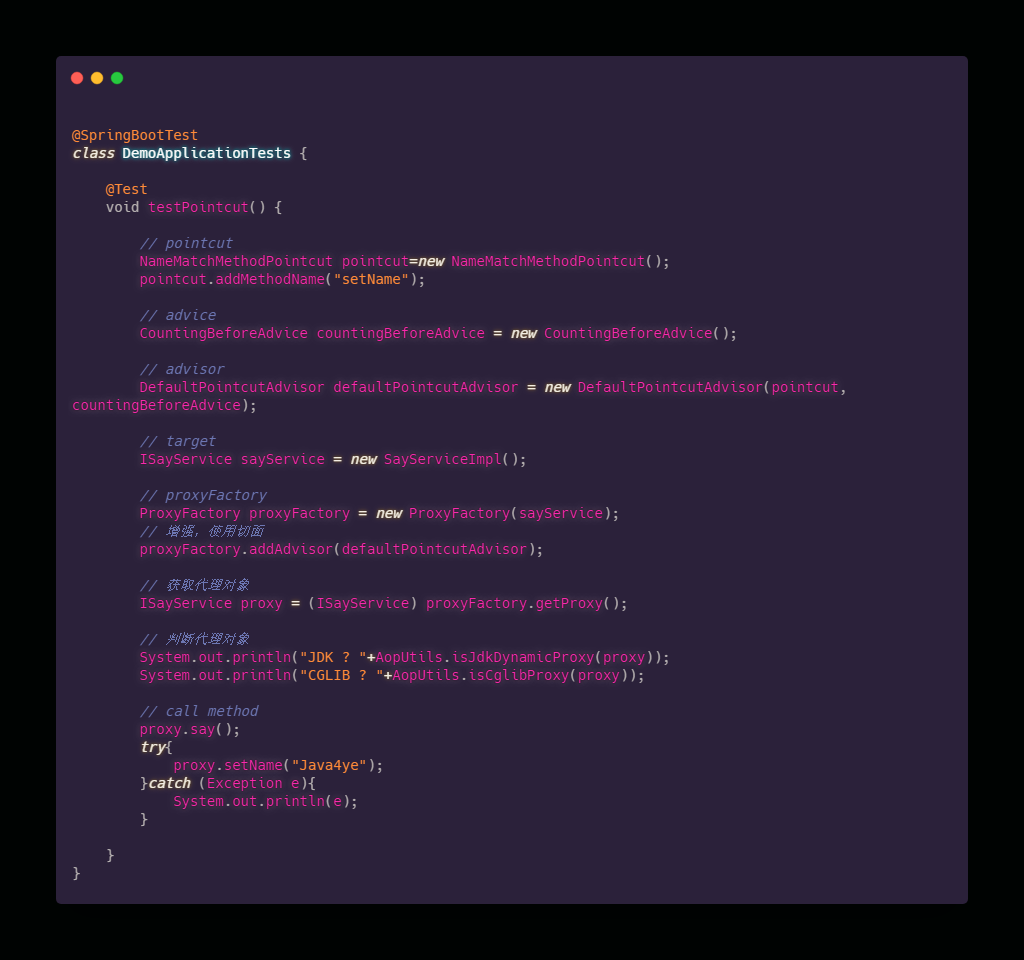 @SpringBootTest
class DemoApplicationTests {
    @Test
    void testPointcut() {
        // pointcut
        NameMatchMethodPointcut pointcut=new NameMatchMethodPointcut();
        pointcut.addMethodName("setName");
        // advice
        CountingBeforeAdvice countingBeforeAdvice = new CountingBeforeAdvice();
        // advisor
        DefaultPointcutAdvisor defaultPointcutAdvisor = new DefaultPointcutAdvisor(pointcut,
countingBeforeAdvice);
        // target
        ISayService sayService = new SayServiceImpl();
        // proxyFactory
        ProxyFactory proxyFactory = new ProxyFactory(sayService);
        // 增强，使用切面
        proxyFactory.addAdvisor(defaultPointcutAdvisor);
        // 获取代理对象
        ISayService proxy = (ISayService) proxyFactory.getProxy();
        // 判断代理对象
        System.out.println("JDK ? "+AopUtils.isJdkDynamicProxy(proxy));
        System.out.println("CGLIB ? "+AopUtils.isCglibProxy(proxy));
        // call method
        proxy.say();
        try{
            proxy.setName("Java4ye");
        }catch (Exception e){
            System.out.println(e);
        }
    }
}